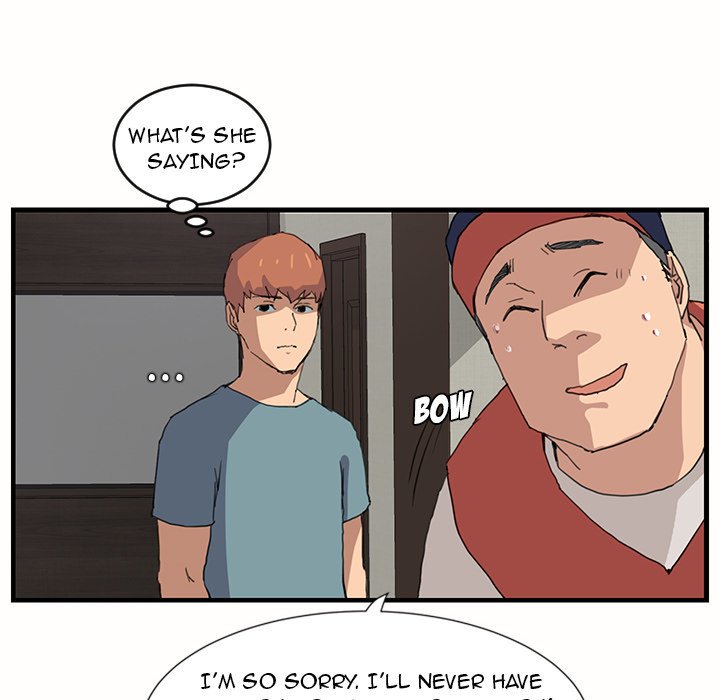 WHAT'S SHE
SAYING?
...
BOW
I'M SO SORRY. I'LL NEVER HAVE